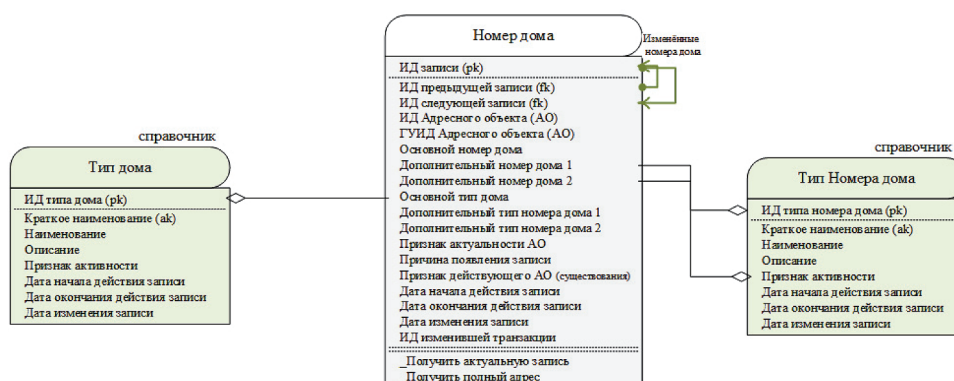 Номер дома
Изменённые
номера дома
ИД записи (pk)
ИД предыдущей записи (fk)
ИД следующей записи (fk)
ИД Адресного объекта (АО)
ГУИД Адресного объекта (АО)
Основной номер дома
Дополнительный номер дома 1
Дополнительный номер дома 2
Основной тип дома
Дополнительный тип номера дома 1
Дополнительный тип номера дома 2
Признак актуальности АО
Причина появления записи
Признак действующего АО (существования)
Дата начала действия записи
Дата окончания действия записи
Дата изменения записи
ИД изменившей транзакции
_Получить актуальную запись
_Получить полный адрес
справочник
Тип дома
ИД типа дома (pk)
Краткое наименование (ak)
Наименование
Описание
Признак активности
Дата начала действия записи
Дата окончания действия записи
Дата изменения записи
справочник
Тип Номера дома
ИД типа номера дома (pk)
Краткое наименование (ak)
Наименование
Описание
Признак активности
Дата начала действия записи
Дата окончания действия записи
Дата изменения записи